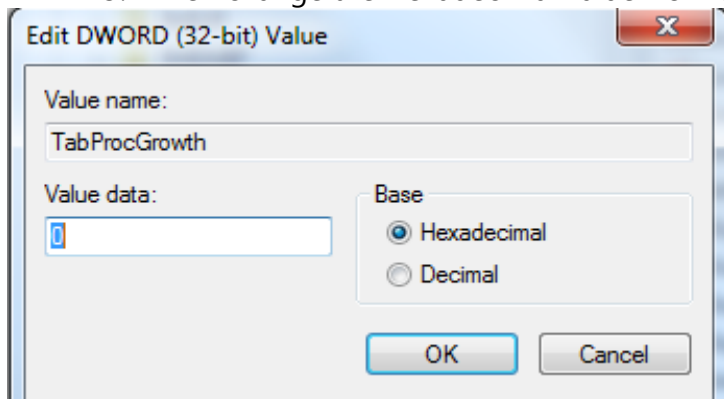 Edit DWORD (32-bit) Value
Value name:
TabProcGrowth
Value data:
Base
0
Hexadecimal
Decimal
OK
Cancel